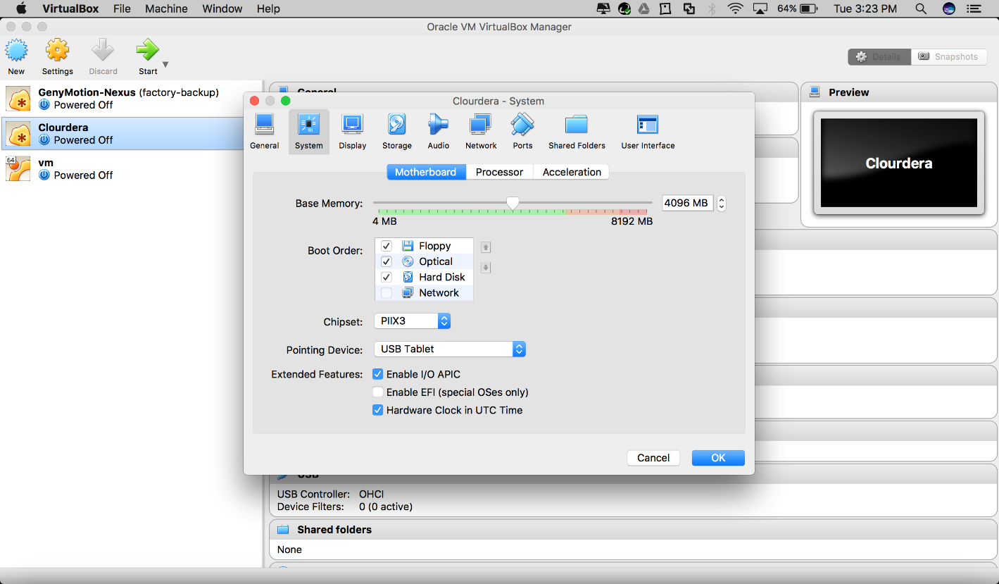 VirtualBox File Machine Window Help 64% Tue 3:23 PM
Oracle VM VirtualBox Manager
New Settings Discard Start Details Snapshots
GenyMotion-Nexus (factory-backup)
Powered Off
Clourdera
Powered Off
64
vm
Powered Off
General
Preview
Clourdera
Clourdera - System
General System Display Storage Audio Network Ports Shared Folders User Interface
Motherboard Processor Acceleration
Base Memory: 4096 MB
4 MB 8192 MB
Boot Order: Floppy
Optical
Hard Disk
Network
Chipset: PIIX3
Pointing Device: USB Tablet
Extended Features: Enable I/O APIC
Enable EFI (special OSes only)
Hardware Clock in UTC Time
Cancel OK
USB
USB Controller: OHCI
Device Filters: 0 (0 active)
Shared folders
None